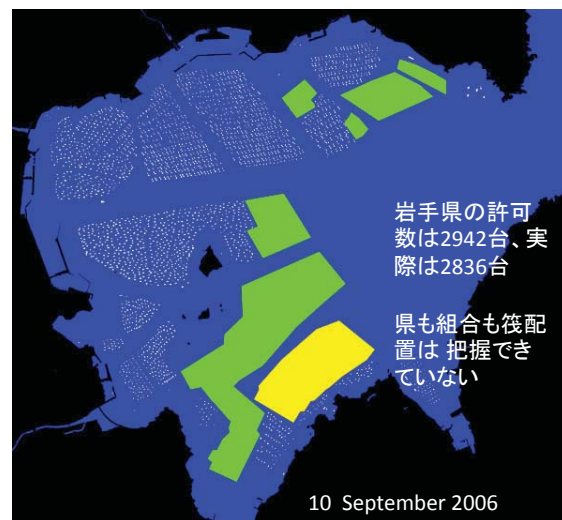 岩手県の許可
数は2942台、実
際は2836台
県も組合も筏配
置は 把握でき
ていない
10 September 2006